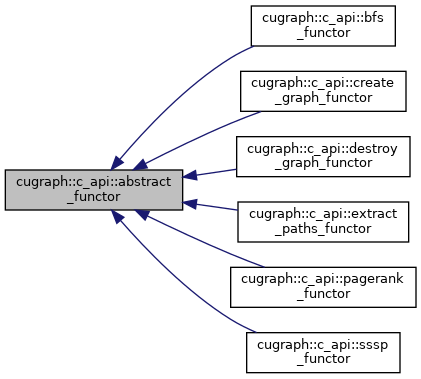 cugraph::c_api::bfs
_functor
cugraph::c_api::create
_graph_functor
cugraph::c_api::destroy
_graph_functor
cugraph::c_api::abstract
_functor
cugraph::c_api::extract
_paths_functor
cugraph::c_api::pagerank
_functor
cugraph::c_api::sssp
_functor